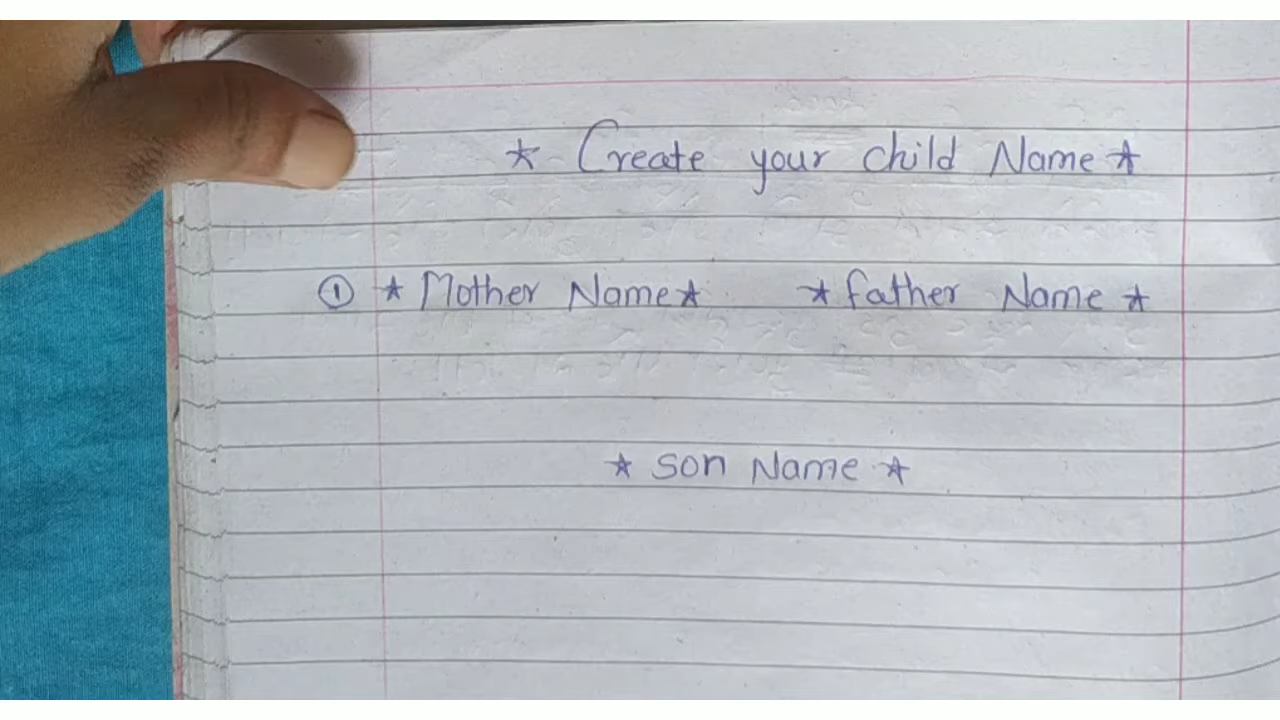 ★ Create your child Name ★
① ★ Mother Name ★ ★ father Name ★
★ son Name ★